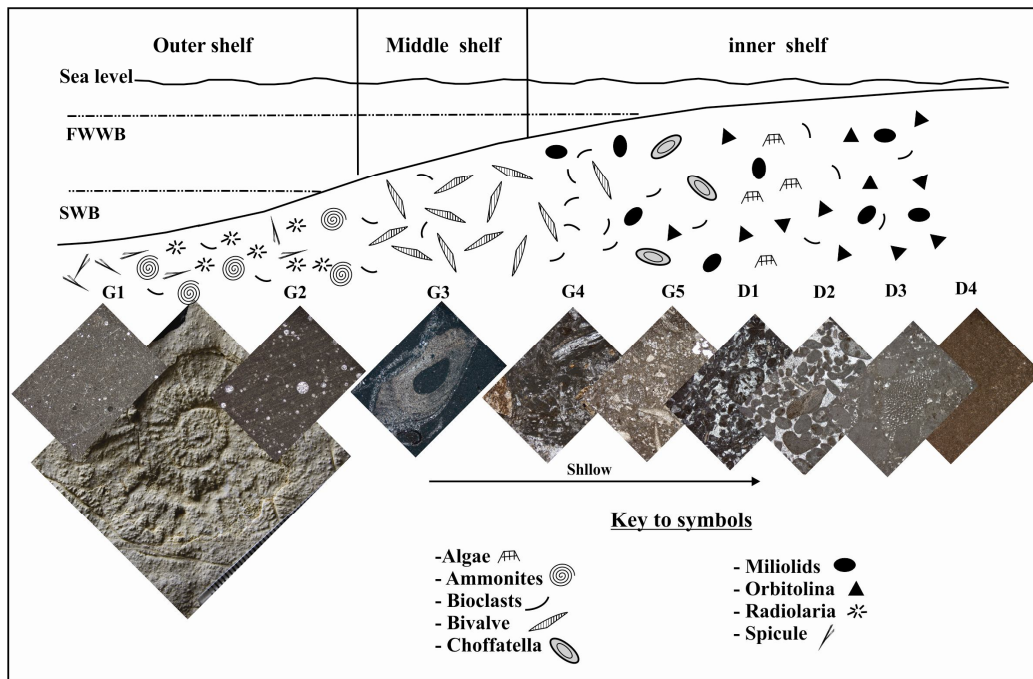 Outer shelf
Middle shelf
inner shelf
Sea level
FWWB
SWB
G1
G2
G3
G4
G5
D1
D2
D3
D4
Shllow
Key to symbols
-Algae
- Ammonites
- Bioclasts
- Bivalve
- Choffatella
- Miliolids
- Orbitolina
- Radiolaria
- Spicule